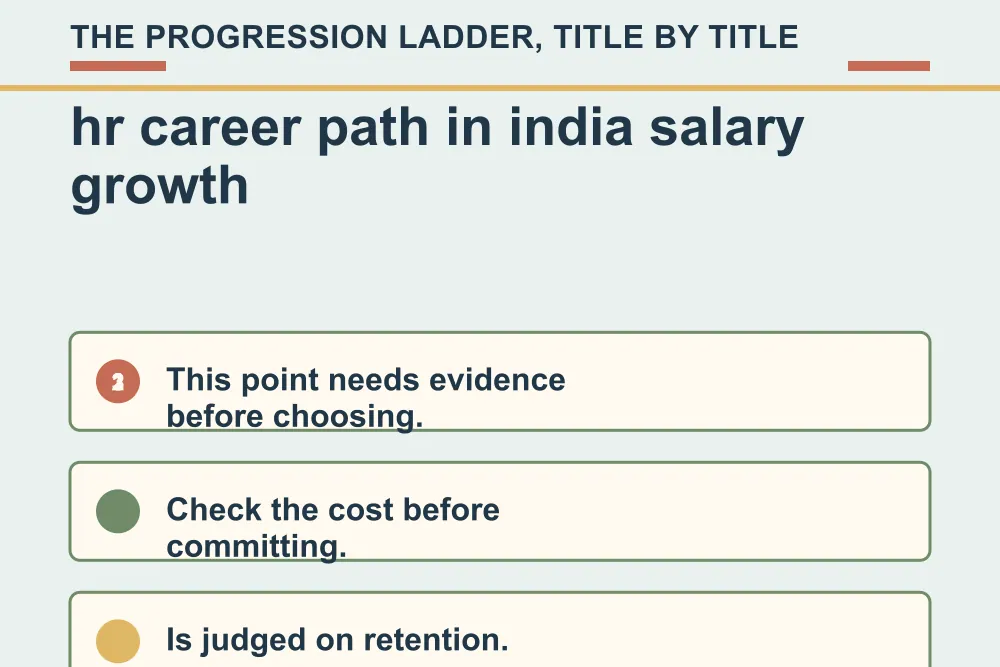 THE PROGRESSION LADDER, TITLE BY TITLE
hr career path in india salary
growth
This point needs evidence
before choosing.
Check the cost before
committing.
Is judged on retention.